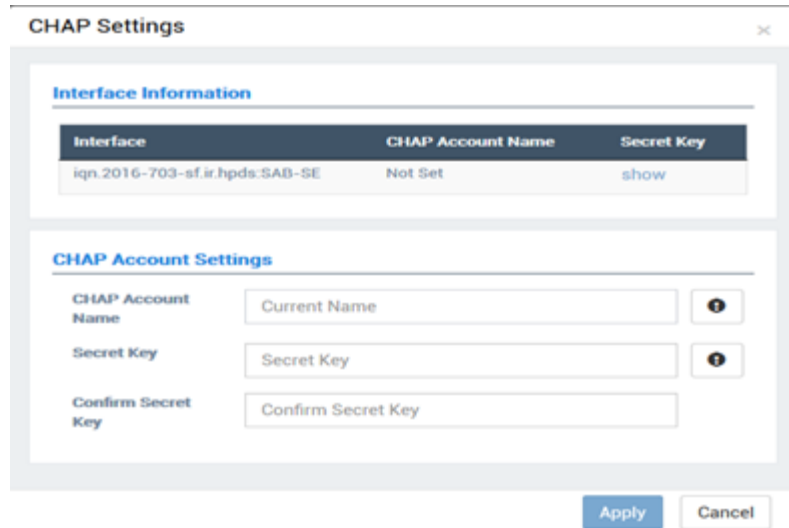 CHAP Settings
Interface Information
Interface CHAP Account Name Secret Key
iqn.2016-703-sf.ir.hpds:SAB-SE Not Set show
CHAP Account Settings
CHAP Account
Name
Current Name
Secret Key
Secret Key
Confirm Secret
Key
Confirm Secret Key
Apply Cancel